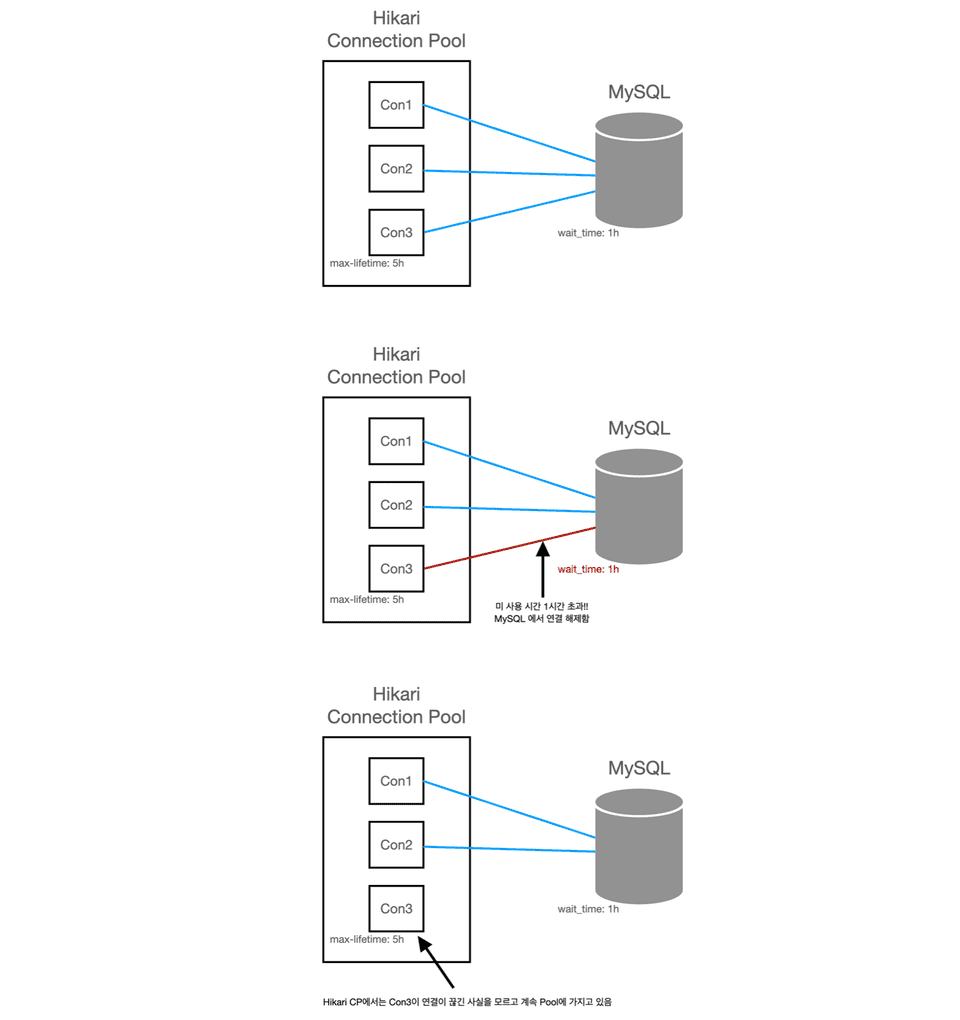 Hikari
Connection Pool
MySQL
Con1
Con2
Con3
wait_time: 1h
max-lifetime: 5h
Hikari
Connection Pool
MySQL
Con1
Con2
Con3
wait_time: 1h
max-lifetime: 5h
미 사용 시간 1시간 초과!!
MySQL 에서 연결 해제함
Hikari
Connection Pool
MySQL
Con1
Con2
Con3
wait_time: 1h
max-lifetime: 5h
Hikari CP에서는 Con3이 연결이 끊긴 사실을 모르고 계속 Pool에 가지고 있음